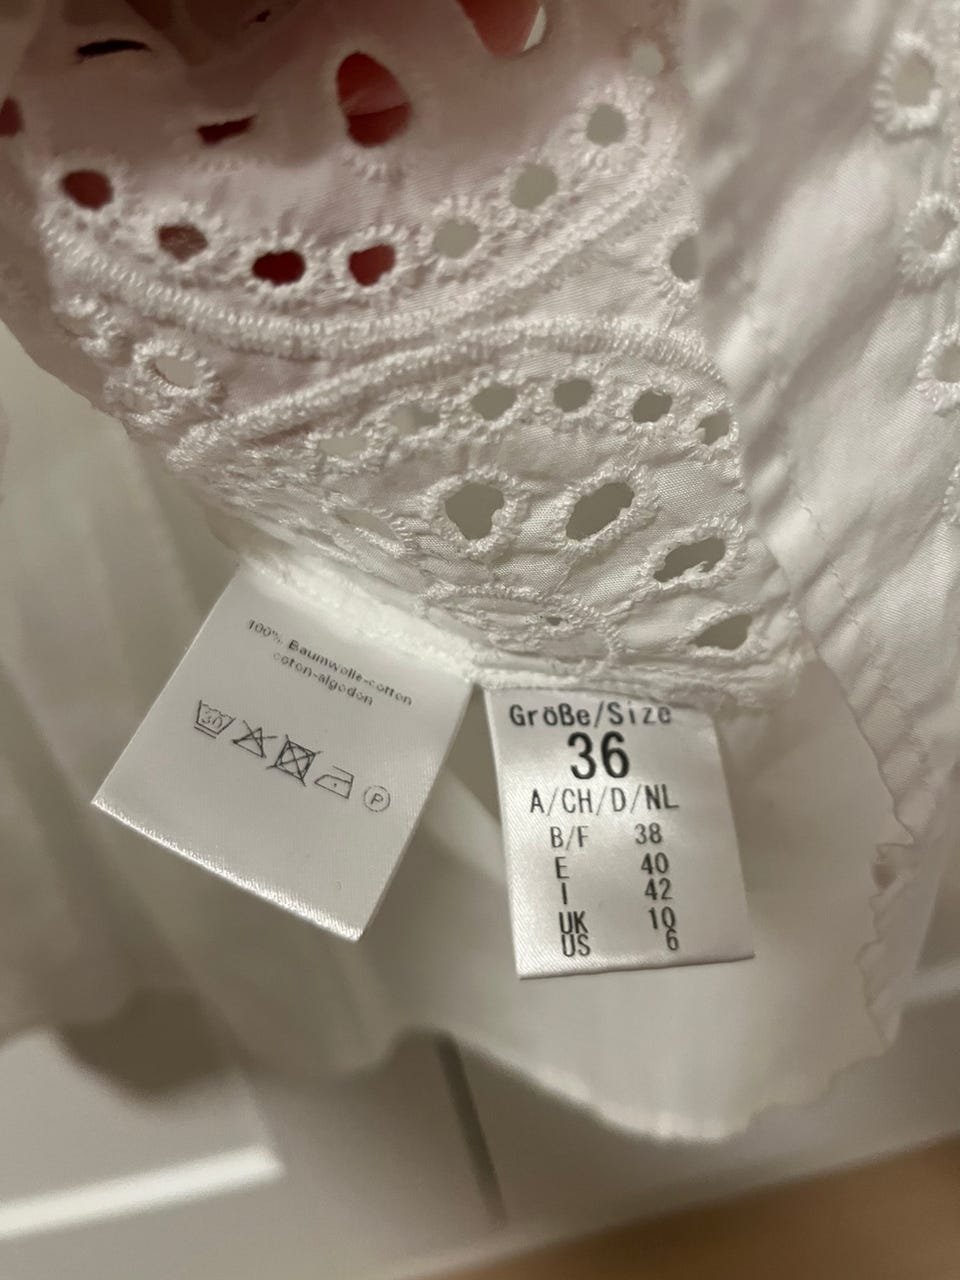 100% Baumwolle-cotton
coton-algodon
30
P
Größe/Size
36
A/CH/D/NL
B/F 38
E 40
I 42
UK 10
US 6